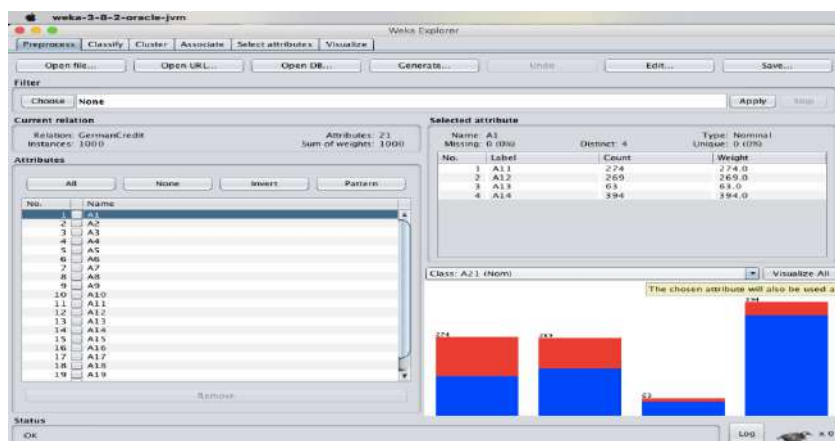 weka-3-8-2-oracle-jvm
Weka Explorer
Preprocess Classify Cluster Associate Select attributes Visualize
Open file... Open URL... Open DB... Generate... Undo Edit... Save...
Filter
Choose None Apply Stop
Current relation
Relation: GermanCredit Attributes: 21
Instances: 1000 Sum of weights: 1000
Selected attribute
Name: A1 Type: Nominal
Missing: 0 (0%) Distinct: 4 Unique: 0 (0%)
No. Label Count Weight
1 A11 274 274.0
2 A12 269 269.0
3 A13 63 63.0
4 A14 394 394.0
Attributes
All None Invert Pattern
No. Name
1 A1
2 A2
3 A3
4 A4
5 A5
6 A6
7 A7
8 A8
9 A9
10 A10
11 A11
12 A12
13 A13
14 A14
15 A15
16 A16
17 A17
18 A18
19 A19
Remove
Class: A21 (Nom) Visualize All
The chosen attribute will also be used a
274 269 63 394
Status
OK
Log x 0